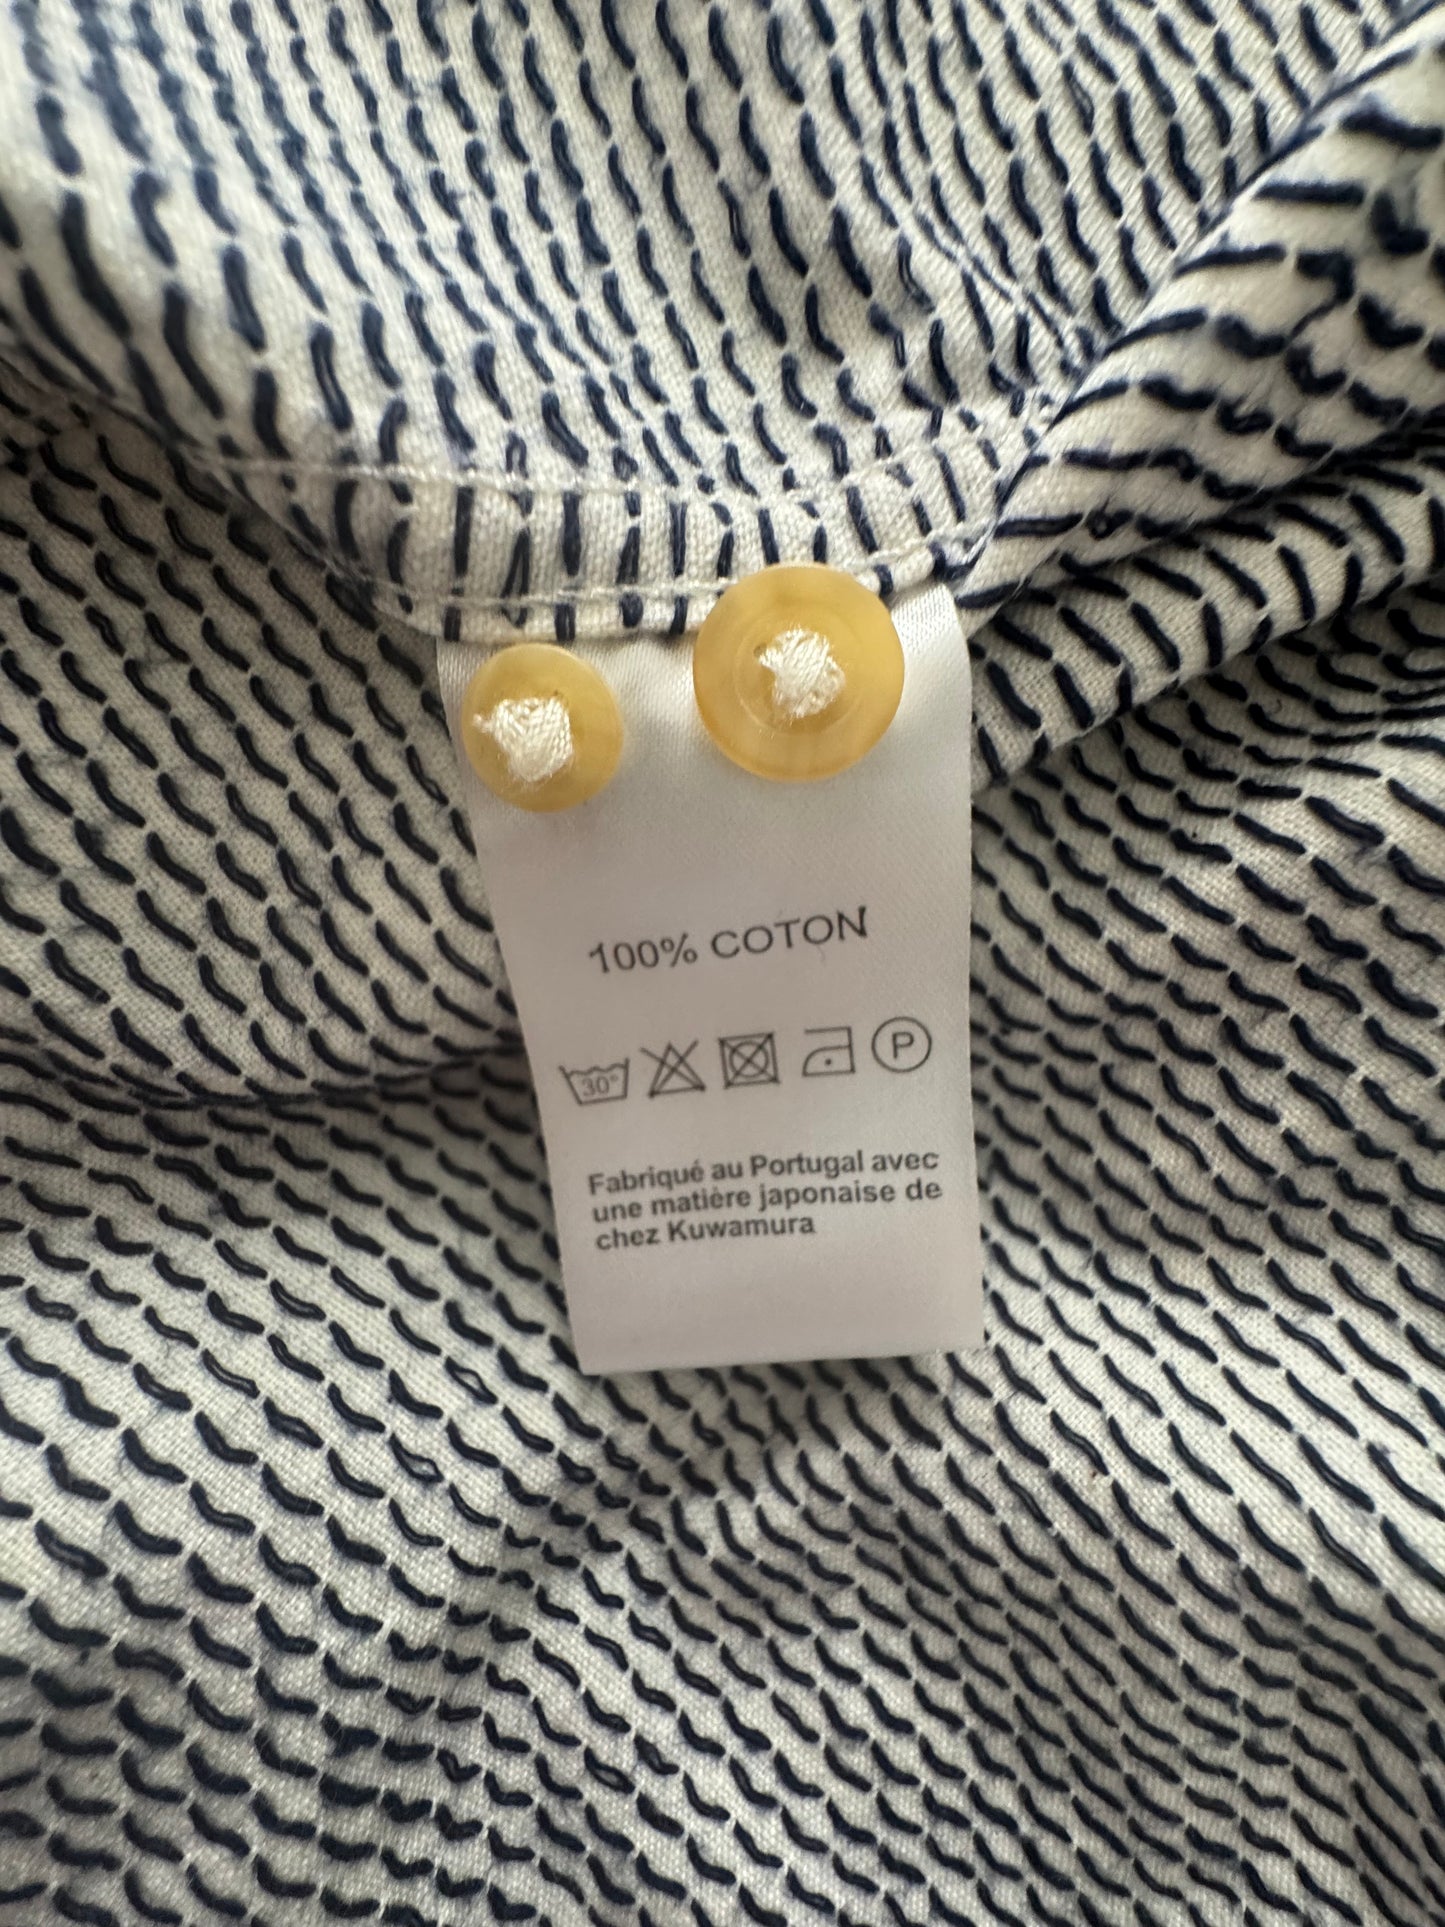 100% COTON
30°
P
Fabriqué au Portugal avec
une matière japonaise de
chez Kuwamura